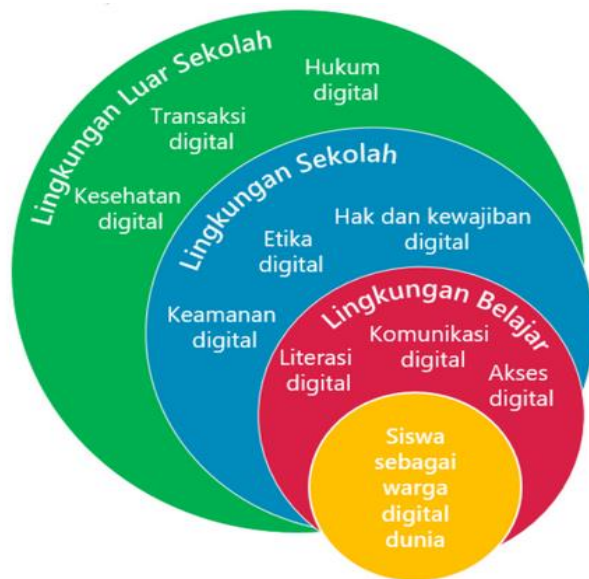 Lingkungan Luar Sekolah
Hukum
digital
Transaksi
digital
Kesehatan
digital
Lingkungan Sekolah
Hak dan kewajiban
digital
Etika
digital
Keamanan
digital
Lingkungan Belajar
Komunikasi
digital
Literasi
digital
Akses
digital
Siswa
sebagai
warga
digital
dunia